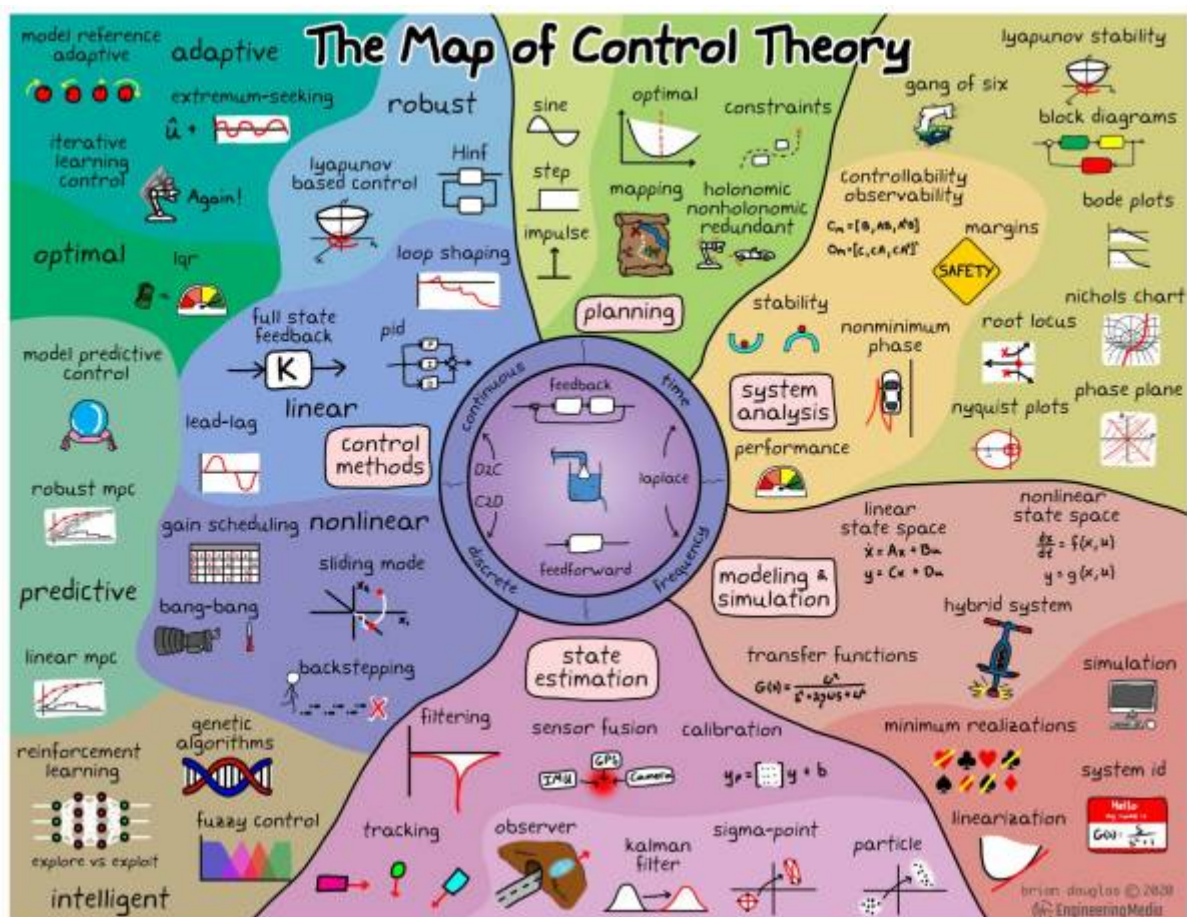 The Map of Control Theory
model reference
adaptive
adaptive
extremum-seeking
û +
iterative
learning
control
Again!
robust
lyapunov
based control
Hinf
loop shaping
optimal
lqr
full state
feedback
K
pid
linear
lead-lag
control
methods
model predictive
control
robust mpc
predictive
linear mpc
gain scheduling
nonlinear
sliding mode
bang-bang
backstepping
X
reinforcement
learning
explore vs exploit
genetic
algorithms
fuzzy control
intelligent
sine
step
impulse
optimal
constraints
mapping
holonomic
nonholonomic
redundant
planning
continuous
time
discrete
frequency
feedback
D2C
C2D
laplace
feedforward
lyapunov stability
gang of six
block diagrams
controllability
observability
margins
SAFETY
bode plots
stability
nonminimum
phase
root locus
nichols chart
system
analysis
nyquist plots
phase plane
performance
linear
state space
ẋ = Ax + Bu
y = Cx + Du
nonlinear
state space
dx/dt = f(x,u)
y = g(x,u)
modeling &
simulation
hybrid system
transfer functions
simulation
minimum realizations
system id
Hello
linearization
state
estimation
filtering
sensor fusion
IMU
GPS
Camera
calibration
tracking
observer
kalman
filter
sigma-point
particle
brian douglas © 2020
EngineeringMedia